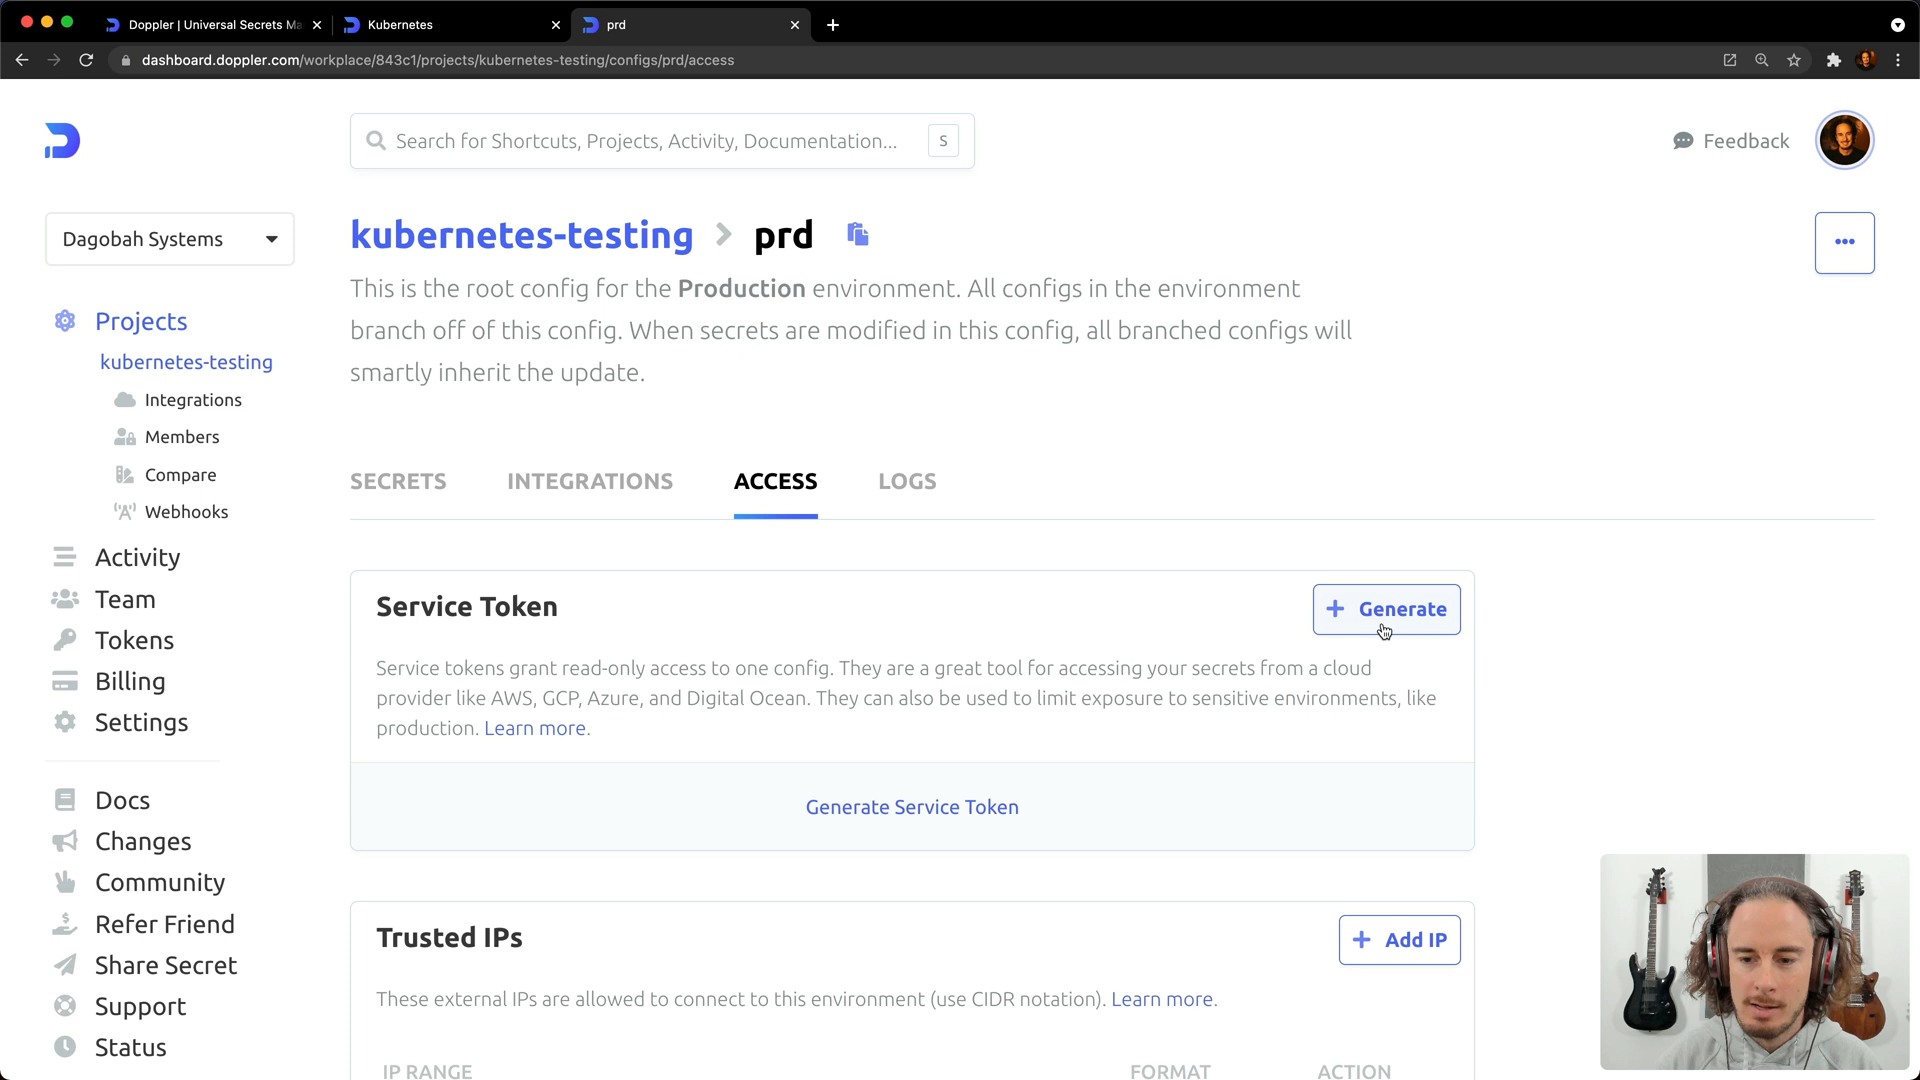 Doppler | Universal Secrets Ma
Kubernetes
prd
dashboard.doppler.com/workplace/843c1/projects/kubernetes-testing/configs/prd/access
Search for Shortcuts, Projects, Activity, Documentation...
S
Feedback
Dagobah Systems
kubernetes-testing > prd
This is the root config for the Production environment. All configs in the environment
branch off of this config. When secrets are modified in this config, all branched configs will
smartly inherit the update.
Projects
kubernetes-testing
Integrations
Members
Compare
Webhooks
Activity
Team
Tokens
Billing
Settings
Docs
Changes
Community
Refer Friend
Share Secret
Support
Status
SECRETS
INTEGRATIONS
ACCESS
LOGS
Service Token
+ Generate
Service tokens grant read-only access to one config. They are a great tool for accessing your secrets from a cloud
provider like AWS, GCP, Azure, and Digital Ocean. They can also be used to limit exposure to sensitive environments, like
production. Learn more.
Generate Service Token
Trusted IPs
+ Add IP
These external IPs are allowed to connect to this environment (use CIDR notation). Learn more.
IP RANGE
FORMAT
ACTION